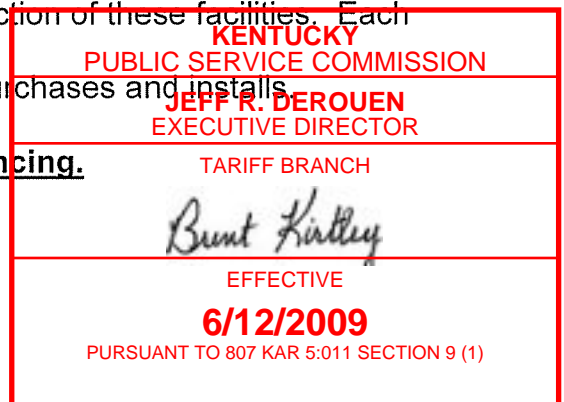 ction of these facilities. Each
KENTUCKY
PUBLIC SERVICE COMMISSION
rchases and installs.
JEFF R. DEROUEN
EXECUTIVE DIRECTOR
ncing.
TARIFF BRANCH
Brent Kirtley
EFFECTIVE
6/12/2009
PURSUANT TO 807 KAR 5:011 SECTION 9 (1)